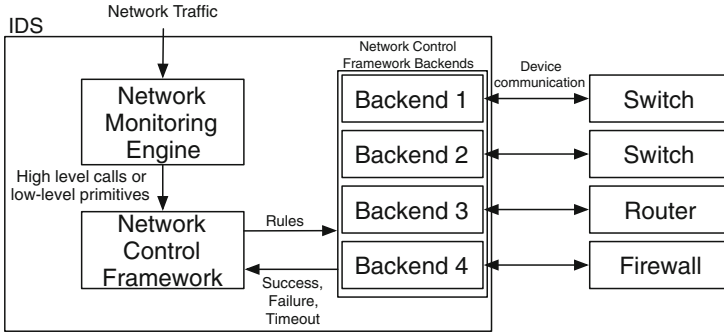 Network Traffic
IDS
Network Control
Framework Backends
Device
communication
Network
Monitoring
Engine
Backend 1
Switch
Backend 2
Switch
High level calls or
low-level primitives
Backend 3
Router
Network
Control
Framework
Rules
Backend 4
Firewall
Success,
Failure,
Timeout